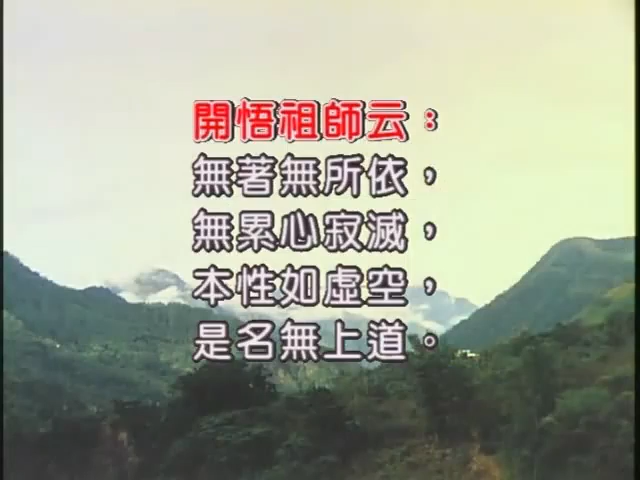 開悟祖師云：
無著無所依，
無累心寂滅，
本性如虛空，
是名無上道。